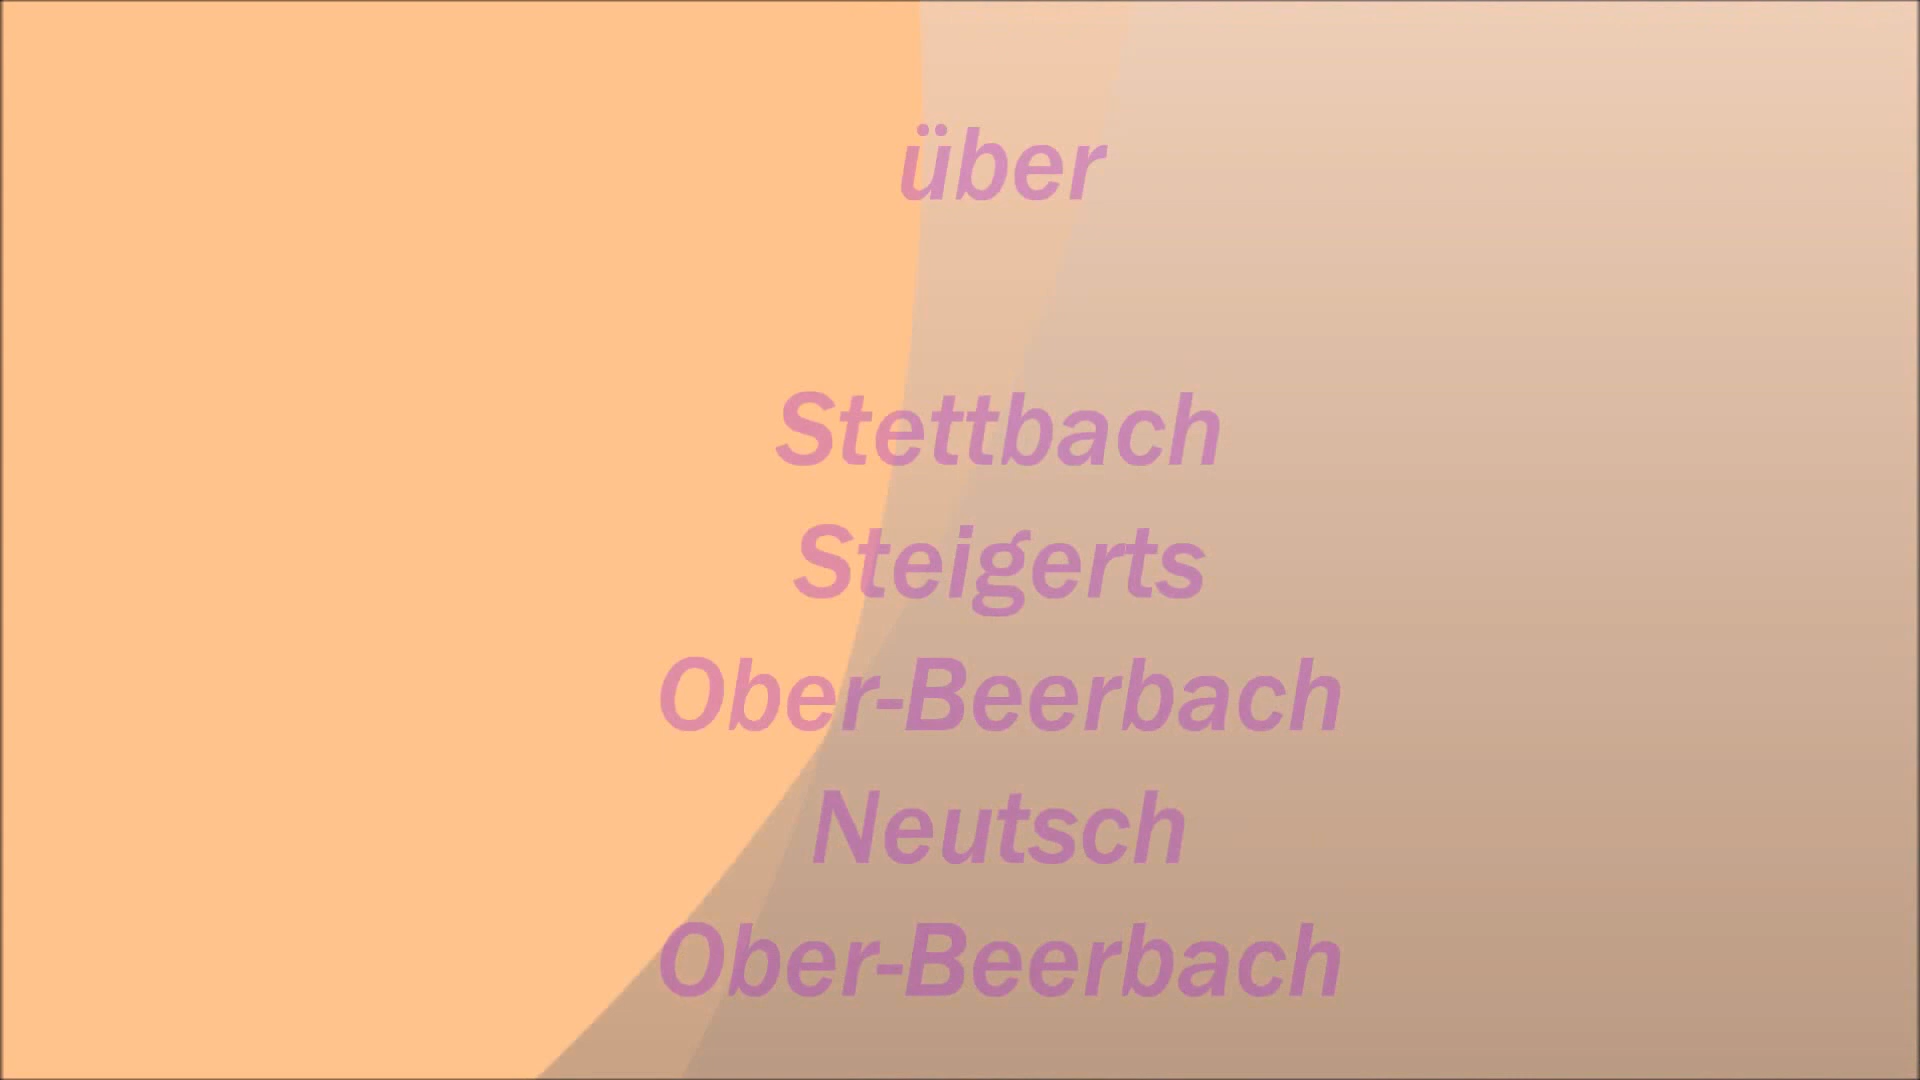 über
Stettbach
Steigerts
Ober-Beerbach
Neutsch
Ober-Beerbach